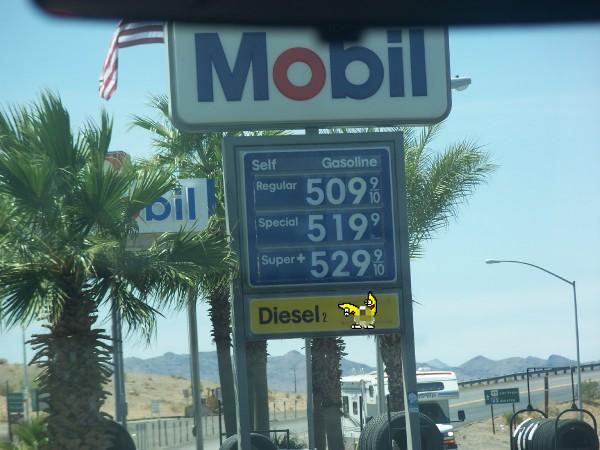 Mobil
bil
Self Gasoline
Regular 509 9/10
Special 519 9
Super+ 529 9/10
Diesel 2